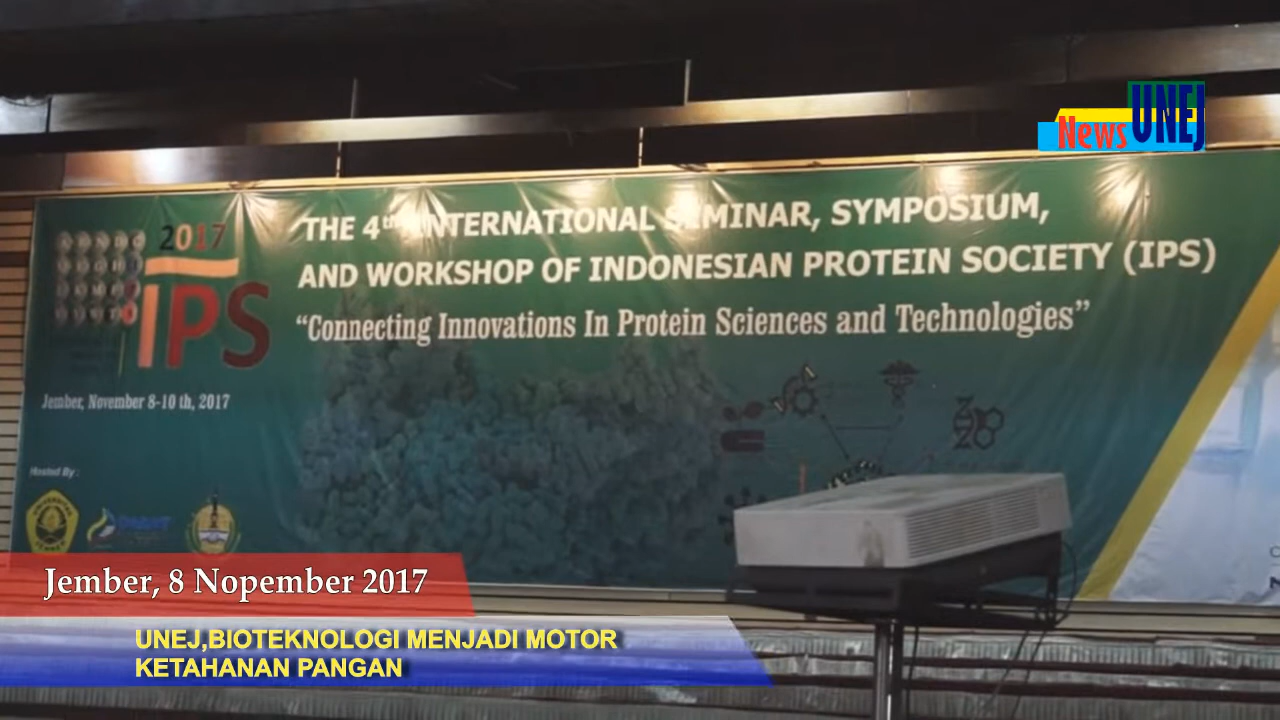 News UNEJ
THE 4th INTERNATIONAL SEMINAR, SYMPOSIUM,
AND WORKSHOP OF INDONESIAN PROTEIN SOCIETY (IPS)
"Connecting Innovations In Protein Sciences and Technologies"
2017
IPS
Jember, November 8-10 th, 2017
Hosted By :
Jember, 8 Nopember 2017
UNEJ,BIOTEKNOLOGI MENJADI MOTOR
KETAHANAN PANGAN